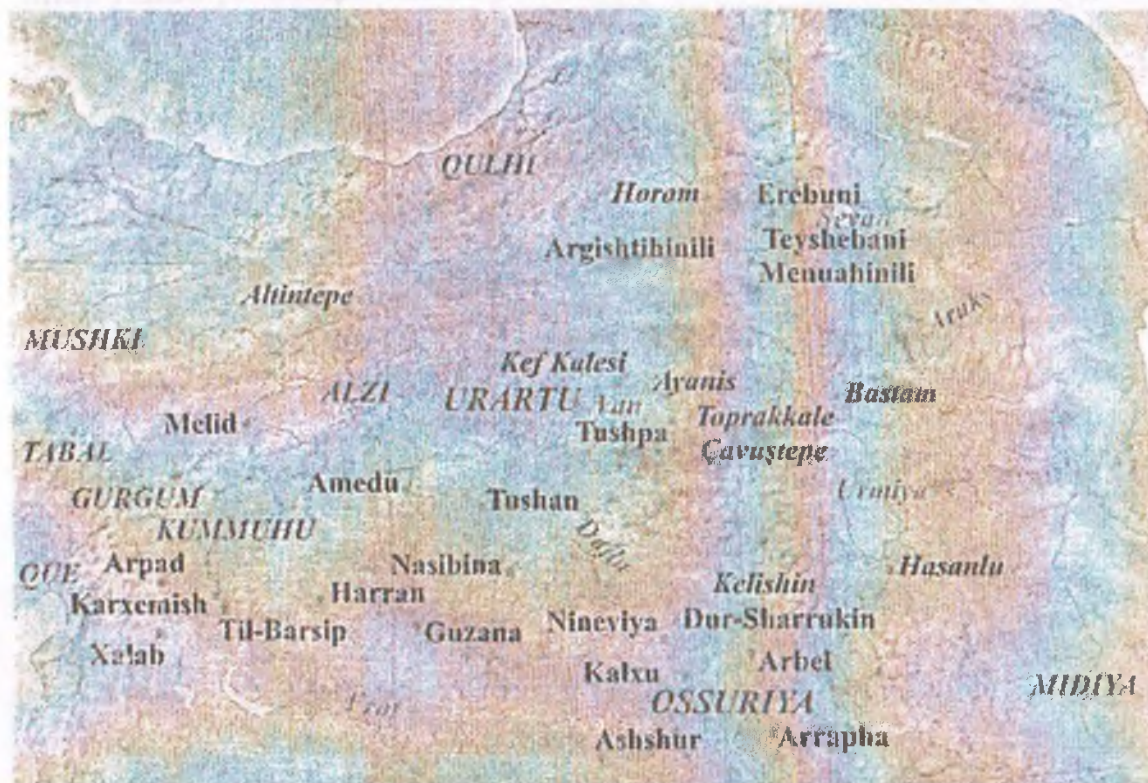 QULHI
Horom Erebuni
Sevan
Argishtihinili Teyshebani
Menuahinili
Altintepe
Araks
MUSHKI
Kef Kalesi
ALZI URARTU Van Ayanis Bastam
Melid Tushpa Toprakkale
TABAL Çavuştepe
GURGUM Amedu Tushan Urmiya
KUMMUHU
QUE Arpad Nasibina Hasanlu
Karxemish Harran Kelishin
Til-Barsip Guzana Nineviya Dur-Sharrukin
Xalab Kalxu Arbel
OSSURIYA MIDIYA
Ashshur Arrapha